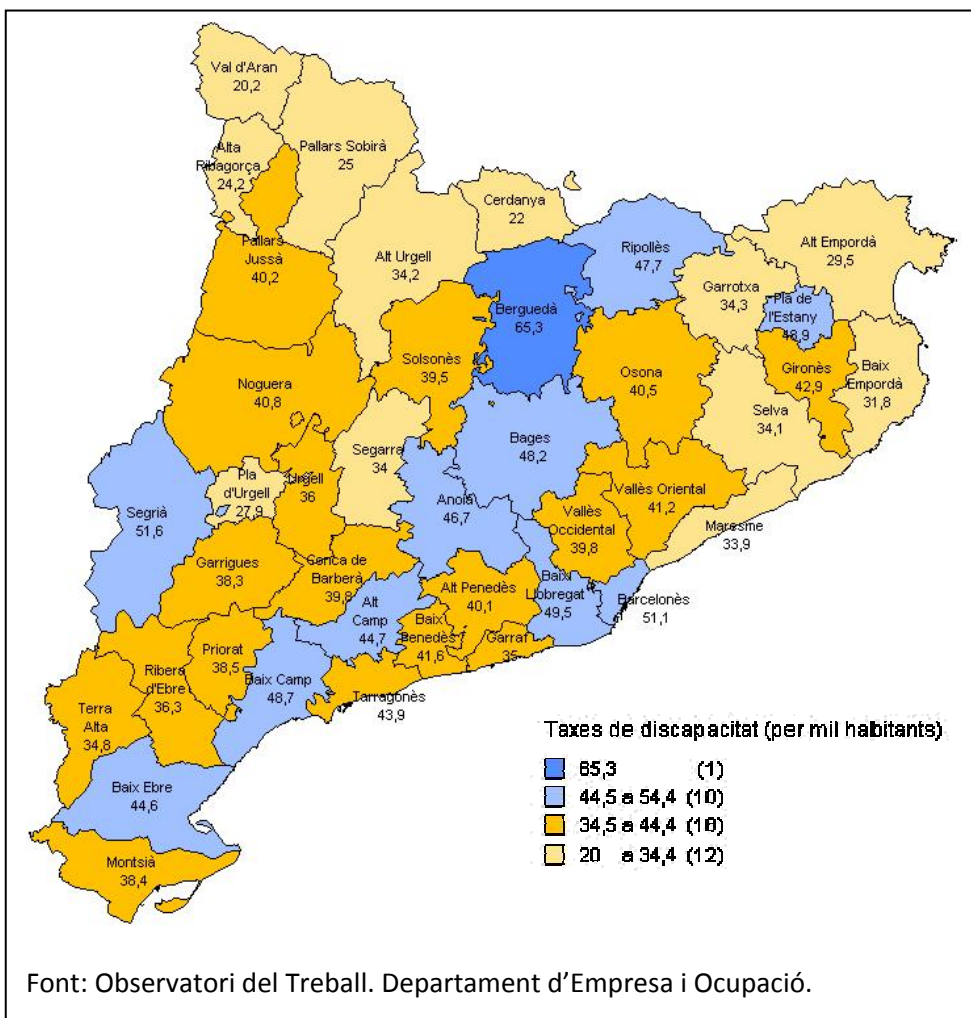 Val d'Aran
20,2
Alta
Ribagorça
24,2
Pallars Sobirà
25
Cerdanya
22
Alt Urgell
34,2
Pallars
Jussà
40,2
Ripollès
47,7
Alt Empordà
29,5
Garrotxa
34,3
Pla de
l'Estany
48,9
Berguedà
65,3
Solsonès
39,5
Osona
40,5
Gironès
42,9
Baix
Empordà
31,8
Noguera
40,8
Selva
34,1
Bages
48,2
Segarra
34
Pla
d'Urgell
27,9
Urgell
36
Segrià
51,6
Anoia
46,7
Vallès Oriental
41,2
Vallès
Occidental
39,8
Maresme
33,9
Garrigues
38,3
Conca de
Barberà
39,8
Alt Penedès
40,1
Baix
Llobregat
49,5
Barcelonès
51,1
Alt
Camp
44,7
Baix
Penedès
41,6
Garraf
35
Priorat
38,5
Ribera
d'Ebre
36,3
Baix Camp
48,7
Tarragonès
43,9
Terra
Alta
34,8
Baix Ebre
44,6
Montsià
38,4
Taxes de discapacitat (per mil habitants)
65,3 (1)
44,5 a 54,4 (10)
34,5 a 44,4 (18)
20 a 34,4 (12)
Font: Observatori del Treball. Departament d'Empresa i Ocupació.